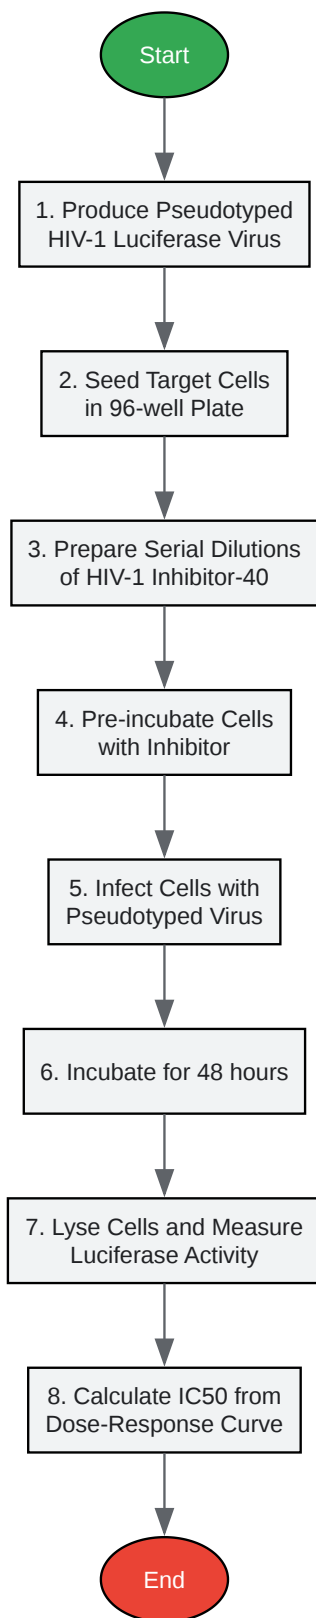 Start
1. Produce Pseudotyped
HIV-1 Luciferase Virus
2. Seed Target Cells
in 96-well Plate
3. Prepare Serial Dilutions
of HIV-1 Inhibitor-40
4. Pre-incubate Cells
with Inhibitor
5. Infect Cells with
Pseudotyped Virus
6. Incubate for 48 hours
7. Lyse Cells and Measure
Luciferase Activity
8. Calculate IC50 from
Dose-Response Curve
End